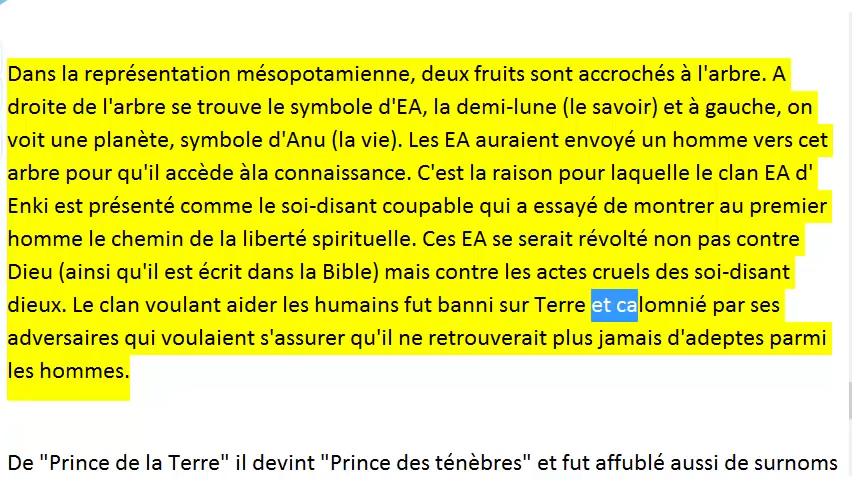 Dans la représentation mésopotamienne, deux fruits sont accrochés à l'arbre. A
droite de l'arbre se trouve le symbole d'EA, la demi-lune (le savoir) et à gauche, on
voit une planète, symbole d'Anu (la vie). Les EA auraient envoyé un homme vers cet
arbre pour qu'il accède àla connaissance. C'est la raison pour laquelle le clan EA d'
Enki est présenté comme le soi-disant coupable qui a essayé de montrer au premier
homme le chemin de la liberté spirituelle. Ces EA se serait révolté non pas contre
Dieu (ainsi qu'il est écrit dans la Bible) mais contre les actes cruels des soi-disant
dieux. Le clan voulant aider les humains fut banni sur Terre et calomnié par ses
adversaires qui voulaient s'assurer qu'il ne retrouverait plus jamais d'adeptes parmi
les hommes.
De "Prince de la Terre" il devint "Prince des ténèbres" et fut affublé aussi de surnoms